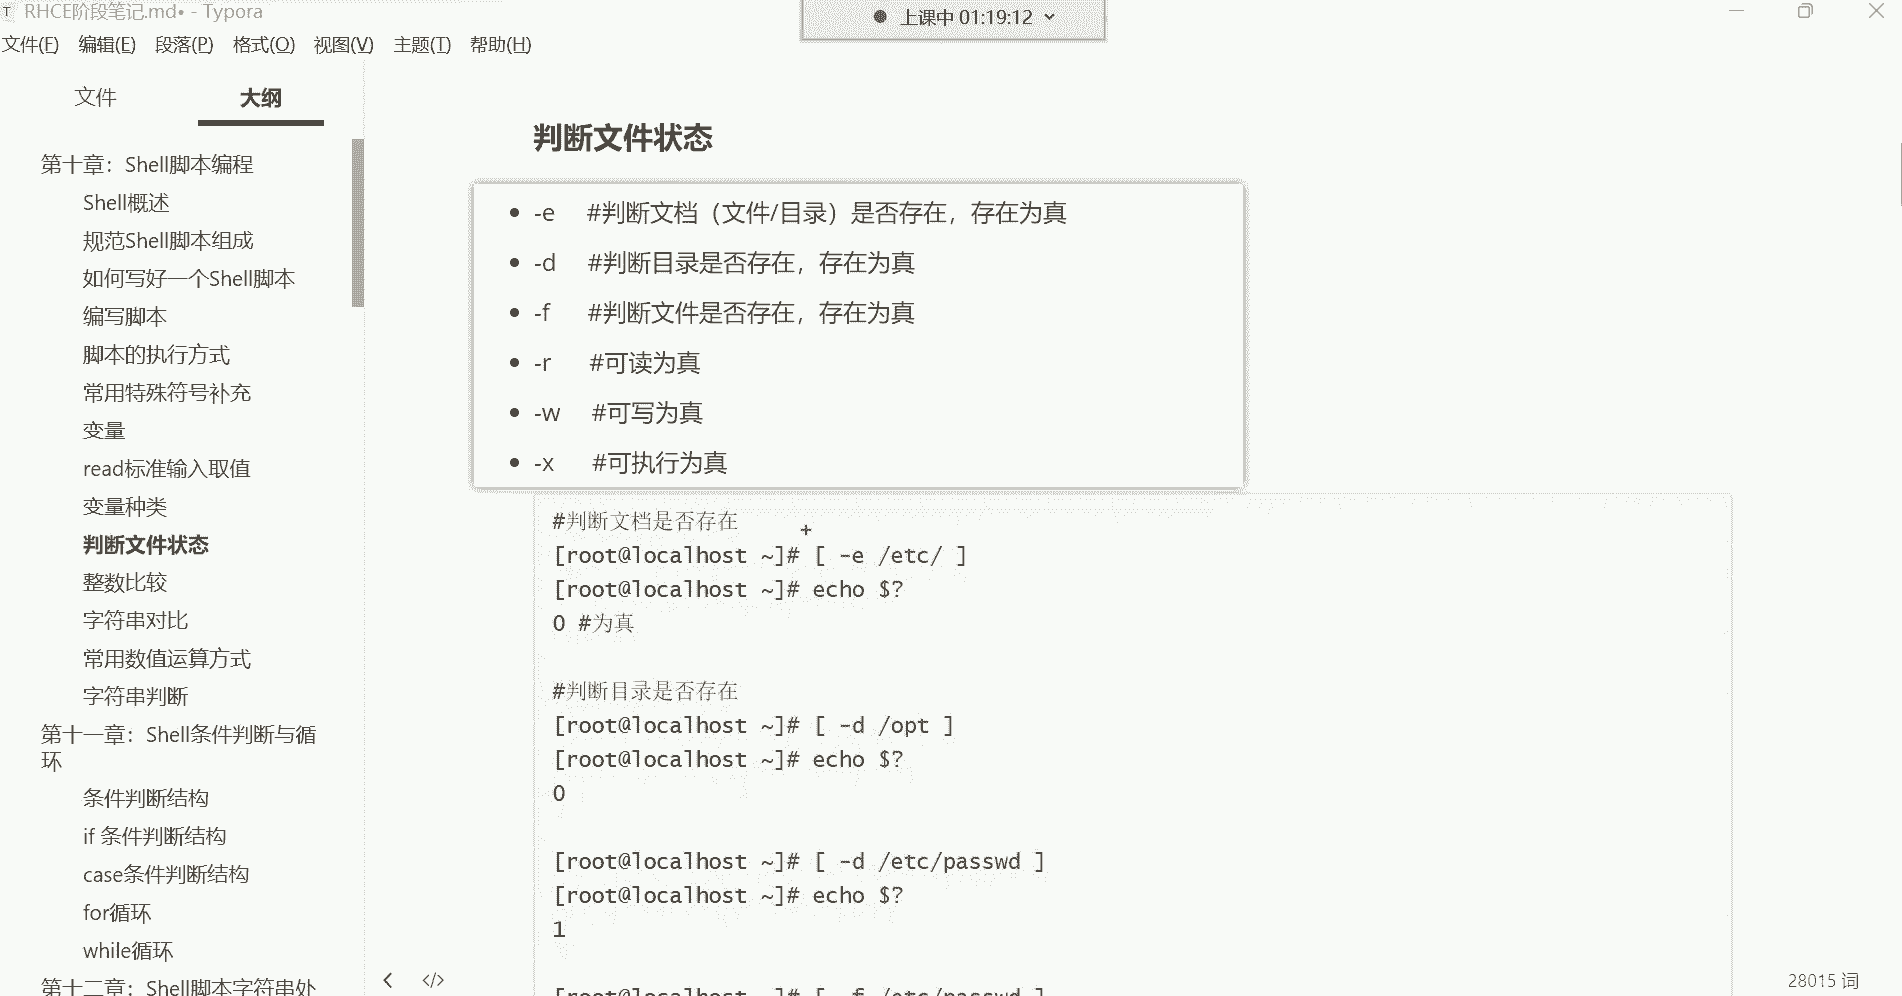 RHCE阶段笔记.md• - Typora
上课中 01:19:12
文件(F) 编辑(E) 段落(P) 格式(O) 视图(V) 主题(T) 帮助(H)
文件 大纲
第十章：Shell脚本编程
Shell概述
规范Shell脚本组成
如何写好一个Shell脚本
编写脚本
脚本的执行方式
常用特殊符号补充
变量
read标准输入取值
变量种类
判断文件状态
整数比较
字符串对比
常用数值运算方式
字符串判断
第十一章：Shell条件判断与循
环
条件判断结构
if 条件判断结构
case条件判断结构
for循环
while循环
第十二章：Shell脚本字符串处
判断文件状态
-e #判断文档（文件/目录）是否存在，存在为真
-d #判断目录是否存在，存在为真
-f #判断文件是否存在，存在为真
-r #可读为真
-w #可写为真
-x #可执行为真
#判断文档是否存在
[root@localhost ~]# [ -e /etc/ ]
[root@localhost ~]# echo $?
0 #为真
#判断目录是否存在
[root@localhost ~]# [ -d /opt ]
[root@localhost ~]# echo $?
0
[root@localhost ~]# [ -d /etc/passwd ]
[root@localhost ~]# echo $?
1
[root@localhost ~]# [ -f /etc/passwd ]
28015 词